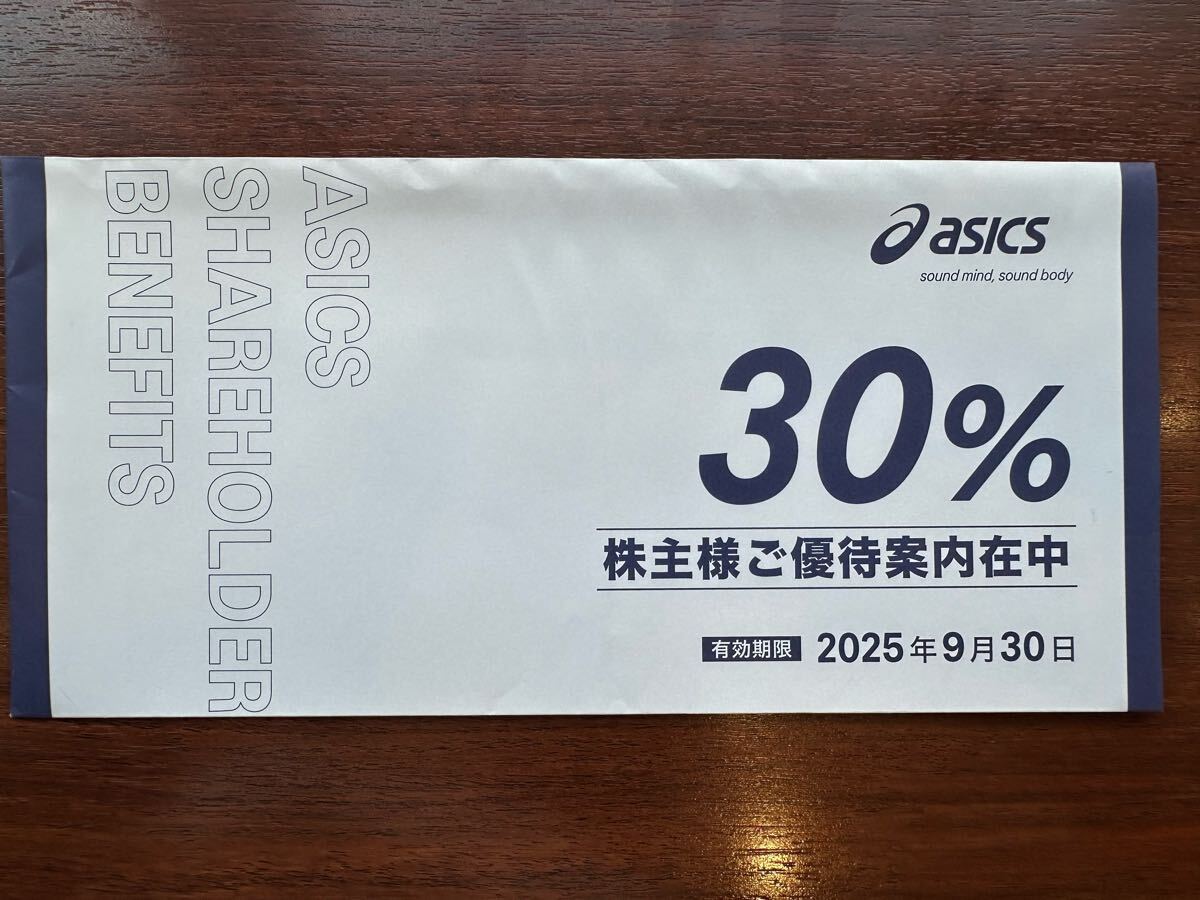 ASICS
SHAREHOLDER
BENEFITS
asics
sound mind, sound body
30%
株主様ご優待案内在中
有効期限 2025年9月30日